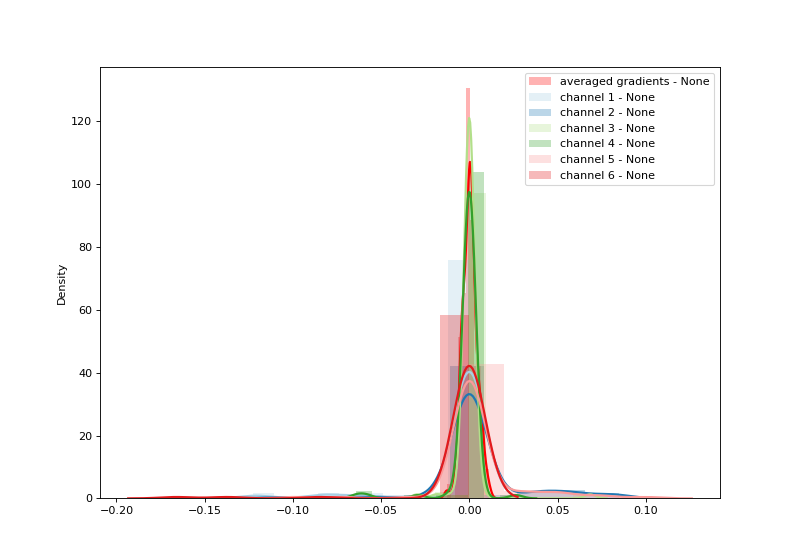 averaged gradients - None
channel 1 - None
channel 2 - None
channel 3 - None
channel 4 - None
channel 5 - None
channel 6 - None
120
100
80
60
40
20
0
Density
−0.20 −0.15 −0.10 −0.05 0.00 0.05 0.10